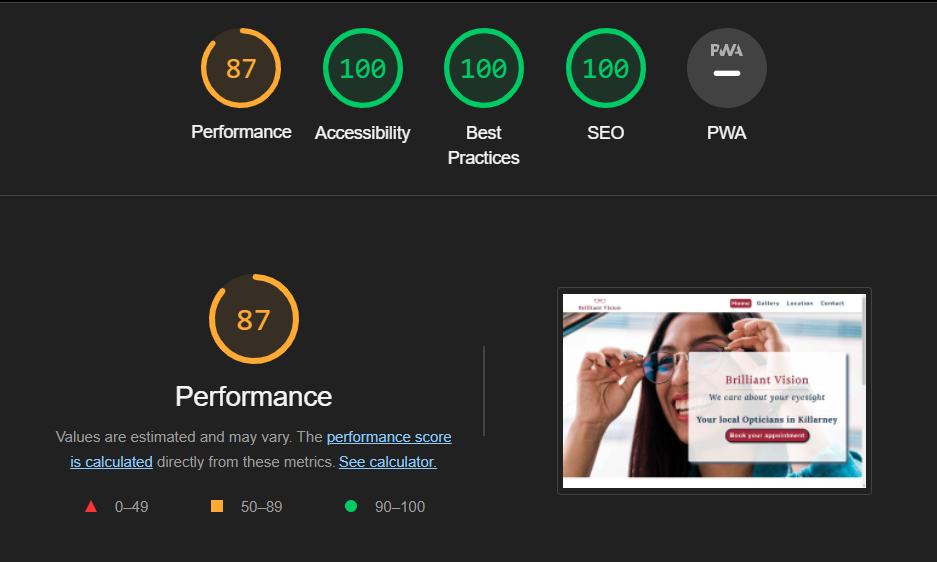 87
100
100
100
PWA
Performance
Accessibility
Best
Practices
SEO
PWA
87
Performance
Values are estimated and may vary. The performance score
is calculated directly from these metrics. See calculator.
0–49
50–89
90–100
Brilliant Vision
Home
Gallery
Location
Contact
Brilliant Vision
We care about your eyesight
Your local Opticians in Killarney
Book your appointment